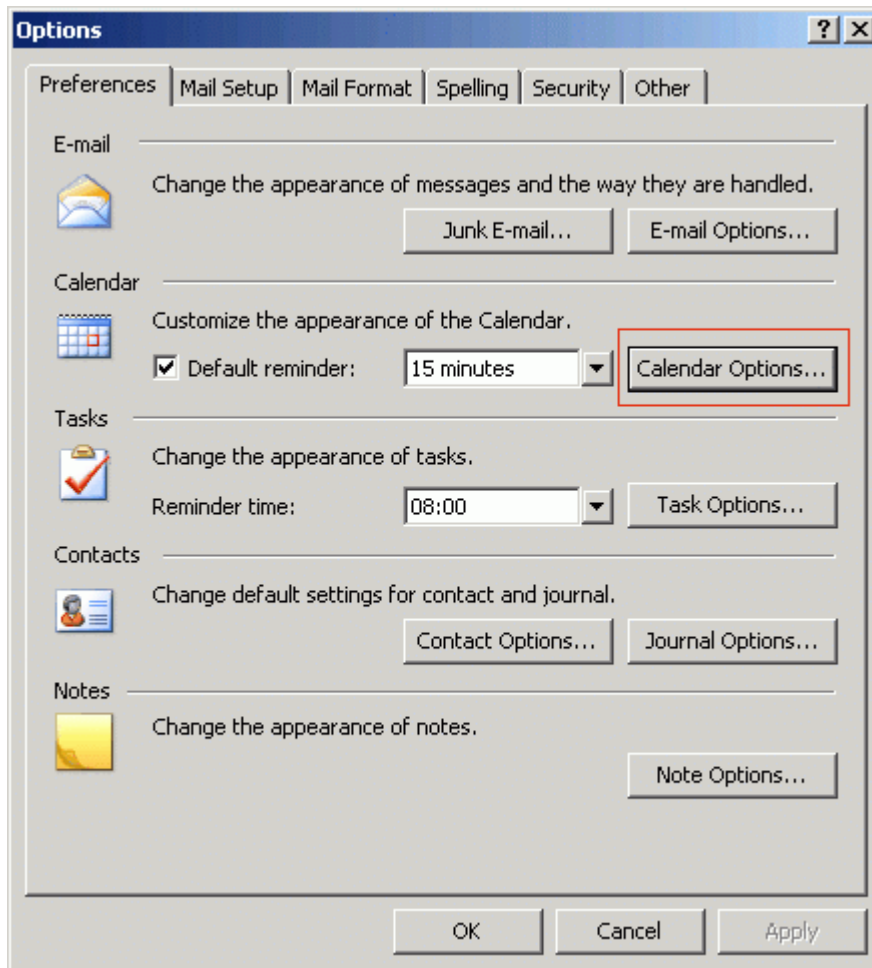 Options
Preferences Mail Setup Mail Format Spelling Security Other
E-mail
Change the appearance of messages and the way they are handled.
Junk E-mail... E-mail Options...
Calendar
Customize the appearance of the Calendar.
Default reminder: 15 minutes Calendar Options...
Tasks
Change the appearance of tasks.
Reminder time: 08:00 Task Options...
Contacts
Change default settings for contact and journal.
Contact Options... Journal Options...
Notes
Change the appearance of notes.
Note Options...
OK Cancel Apply